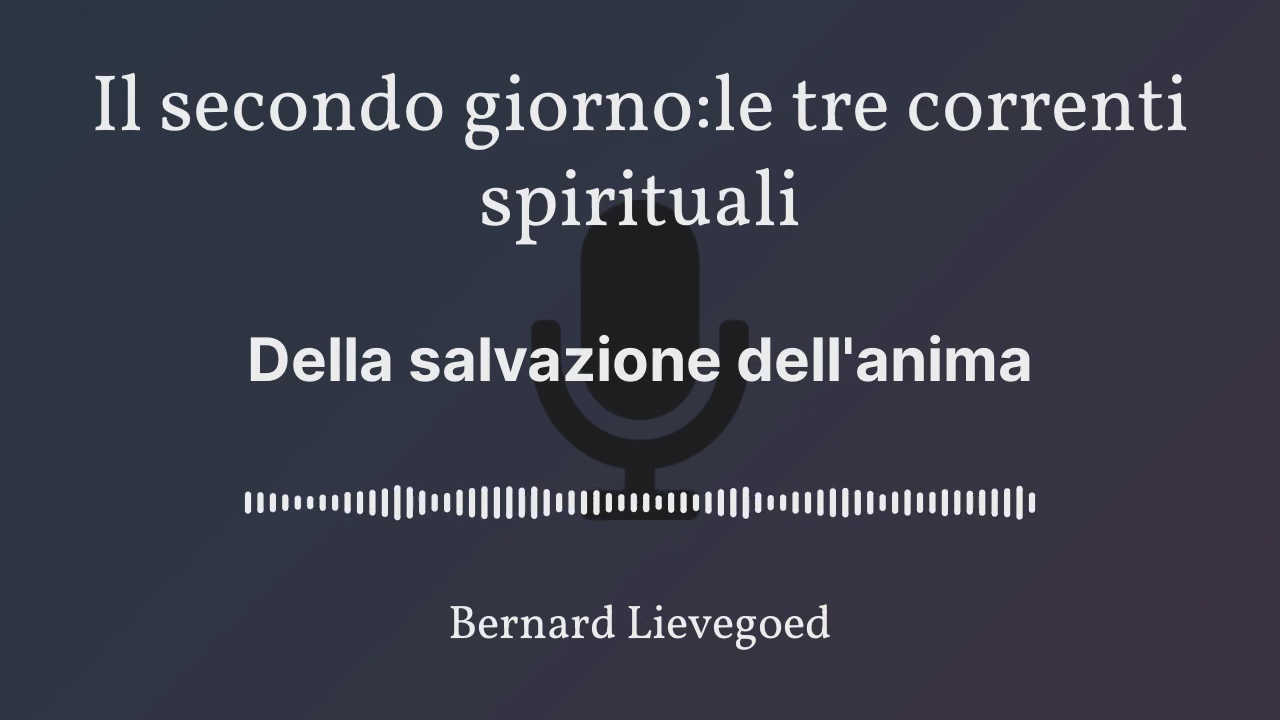 Il secondo giorno:le tre correnti
spirituali
Della salvazione dell'anima
Bernard Lievegoed